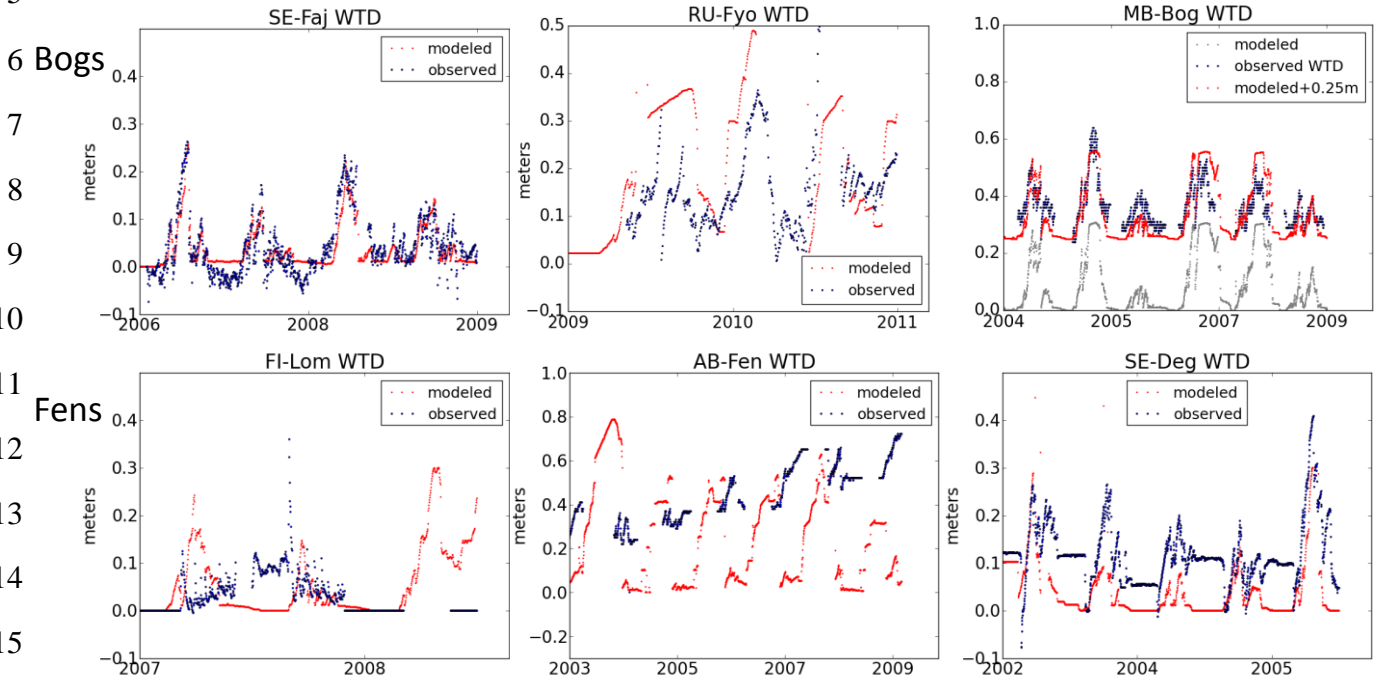 SE-Faj WTD
meters
0.4
0.3
0.2
0.1
0.0
−0.1
2006
2008
2009
modeled
observed
RU-Fyo WTD
0.5
0.4
0.3
0.2
0.1
0.0
−0.1
2009
2010
2011
modeled
observed
MB-Bog WTD
1.0
0.8
0.6
0.4
0.2
0.0
2004
2005
2007
2009
modeled
observed WTD
modeled+0.25m
6 Bogs
7
8
9
10
11
Fens
12
13
14
15
FI-Lom WTD
meters
0.4
0.3
0.2
0.1
0.0
−0.1
2007
2008
modeled
observed
AB-Fen WTD
meters
1.0
0.8
0.6
0.4
0.2
0.0
−0.2
2003
2005
2007
2009
modeled
observed
SE-Deg WTD
meters
0.4
0.3
0.2
0.1
0.0
−0.1
2002
2004
2005
modeled
observed